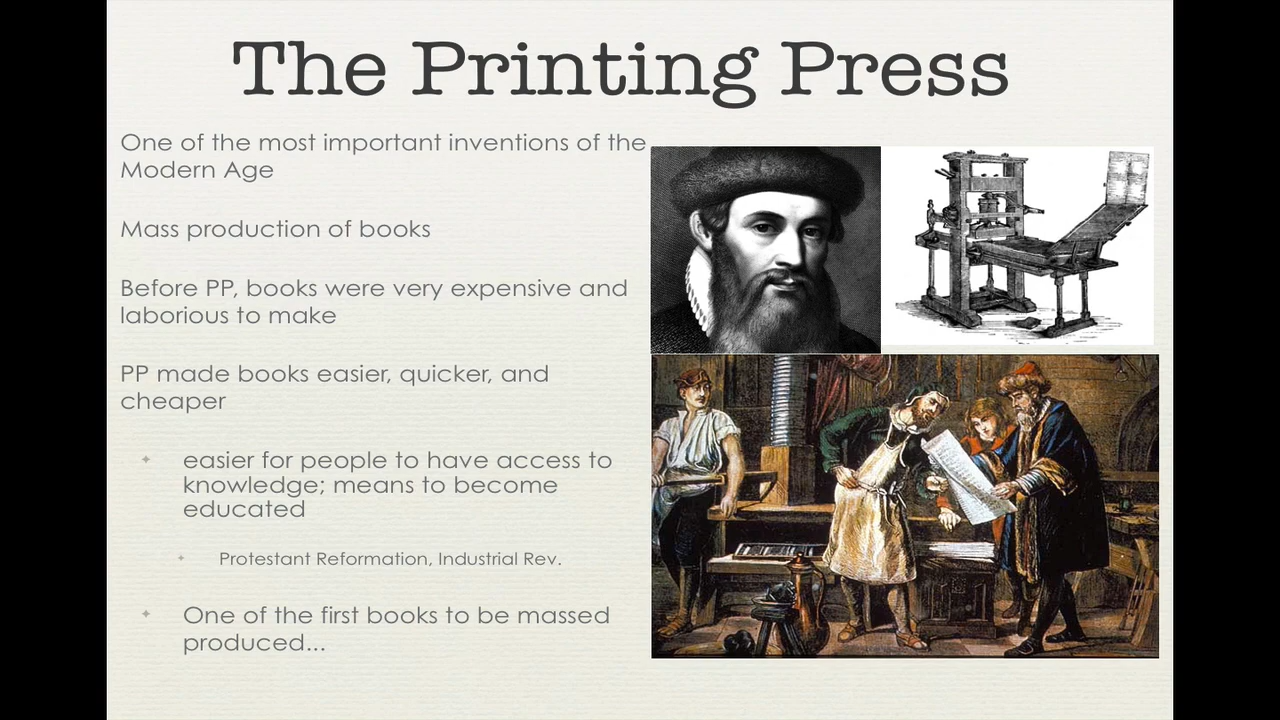 The Printing Press
One of the most important inventions of the
Modern Age
Mass production of books
Before PP, books were very expensive and
laborious to make
PP made books easier, quicker, and
cheaper
easier for people to have access to
knowledge; means to become
educated
Protestant Reformation, Industrial Rev.
One of the first books to be massed
produced...